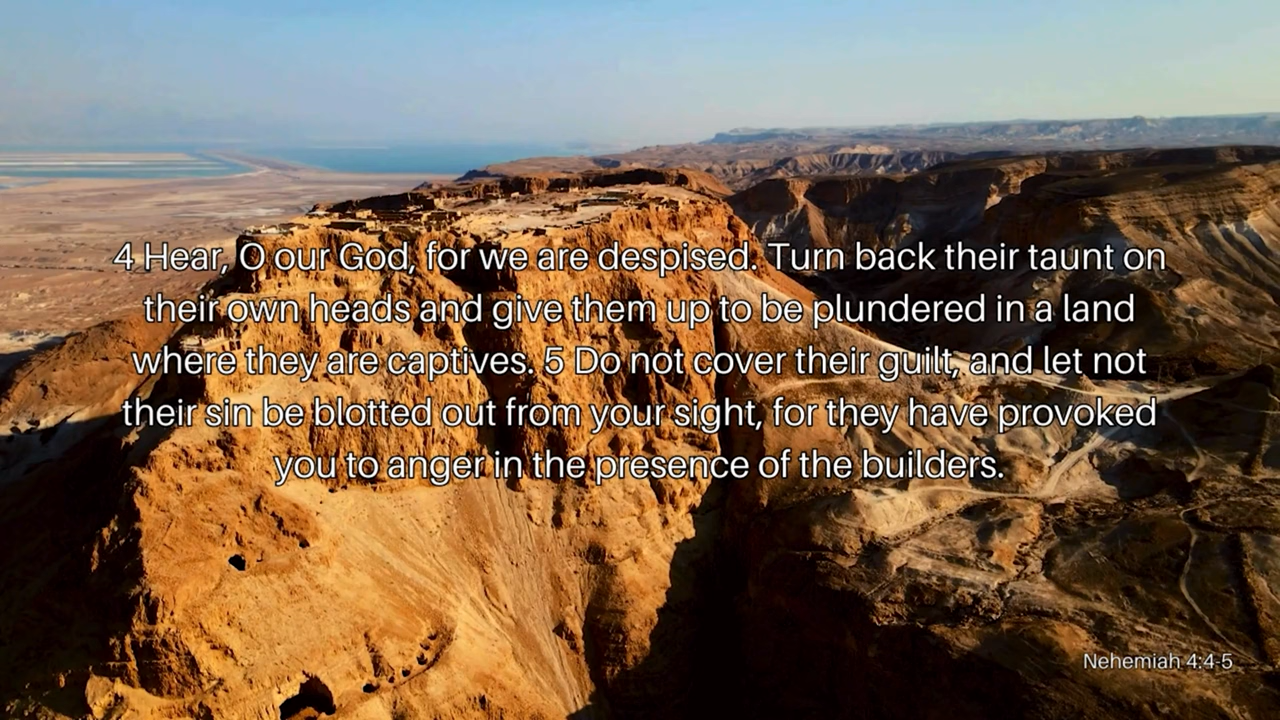 4 Hear, O our God, for we are despised. Turn back their taunt on
their own heads and give them up to be plundered in a land
where they are captives. 5 Do not cover their guilt, and let not
their sin be blotted out from your sight, for they have provoked
you to anger in the presence of the builders.
Nehemiah 4:4-5